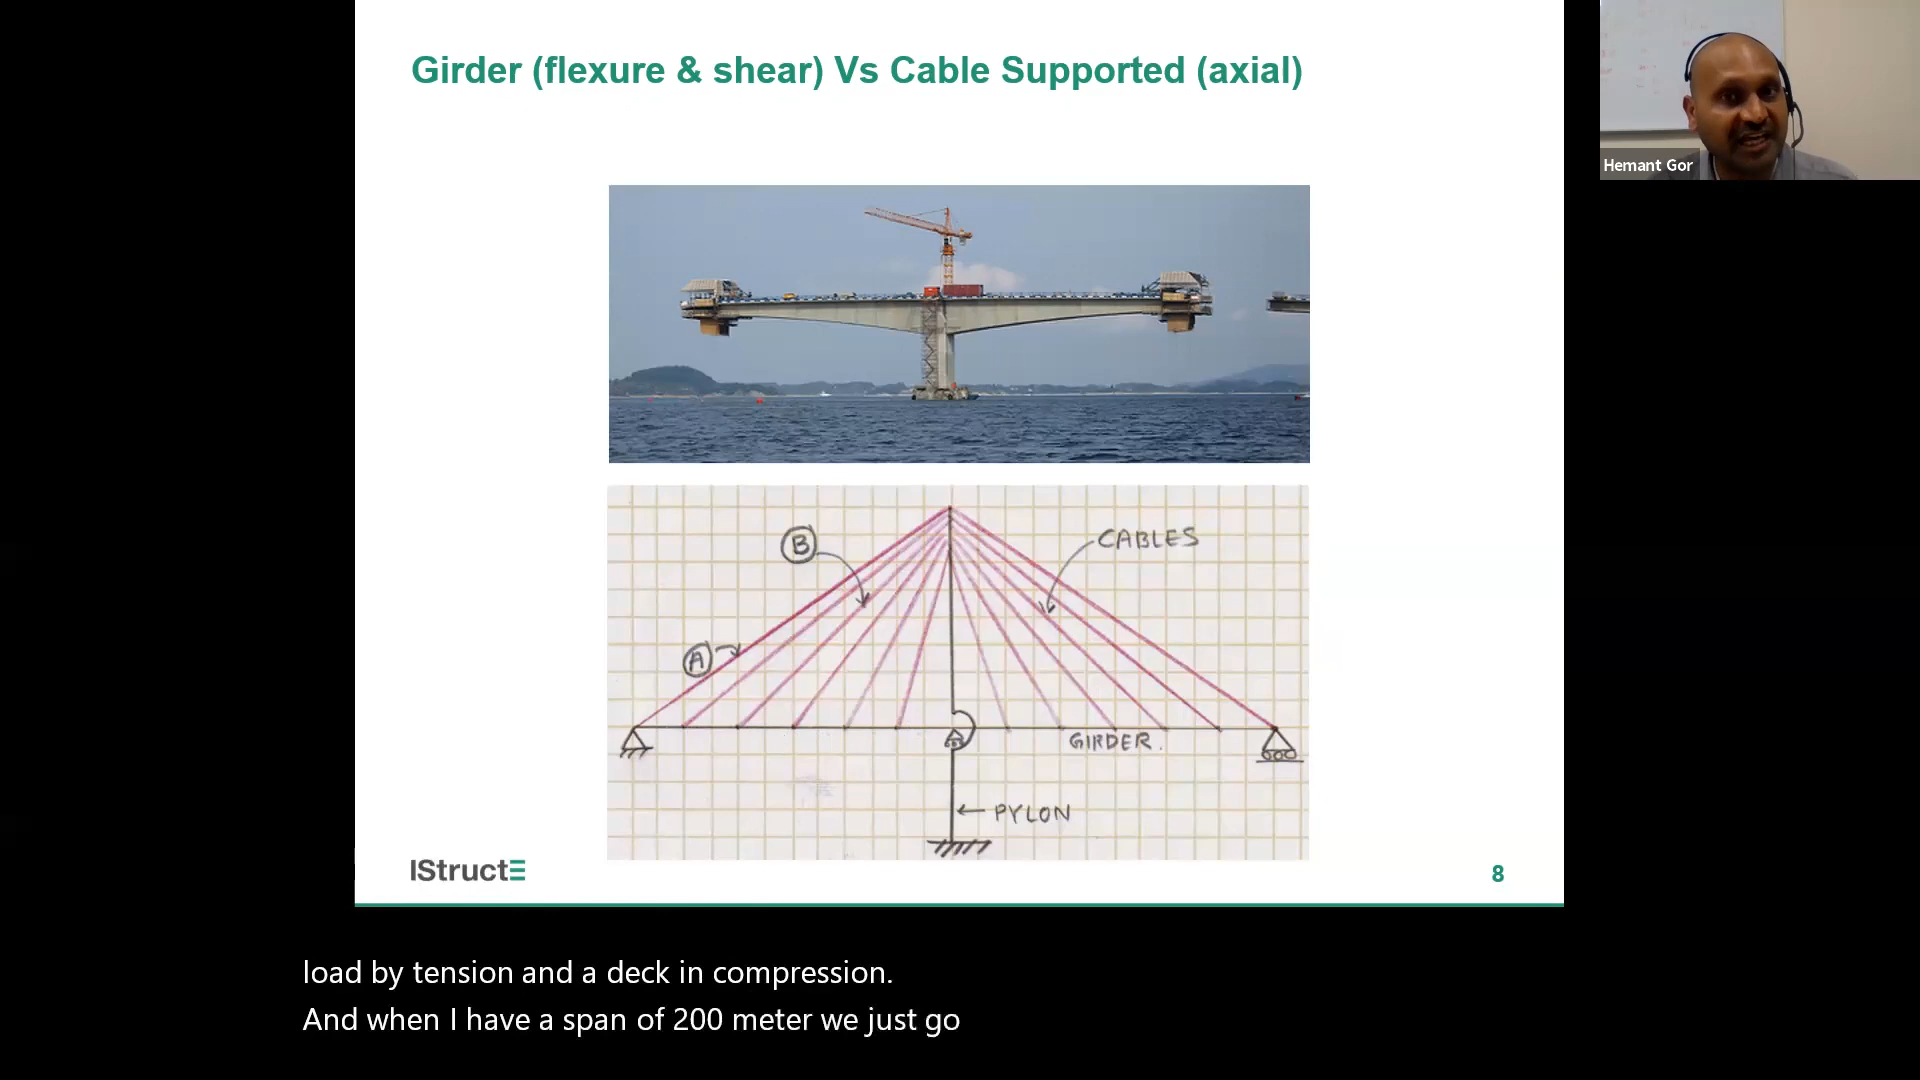 Girder (flexure & shear) Vs Cable Supported (axial)
Hemant Gor
B
CABLES
A
GIRDER.
PYLON
IStructE
8
load by tension and a deck in compression.
And when I have a span of 200 meter we just go